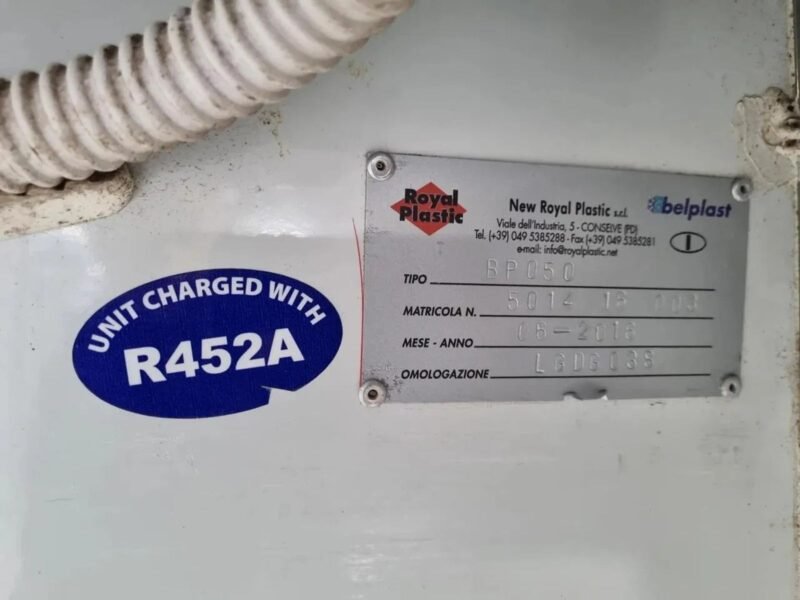 UNIT CHARGED WITH
R452A
Royal
Plastic
New Royal Plastic s.r.l.
belplast
Viale dell'Industria, 5 - CONSELVE (PD)
Tel. (+39) 049 5385288 - Fax (+39) 049 5385281
e-mail: info@royalplastic.net
I
TIPO BP050
MATRICOLA N. 5014
MESE - ANNO
OMOLOGAZIONE